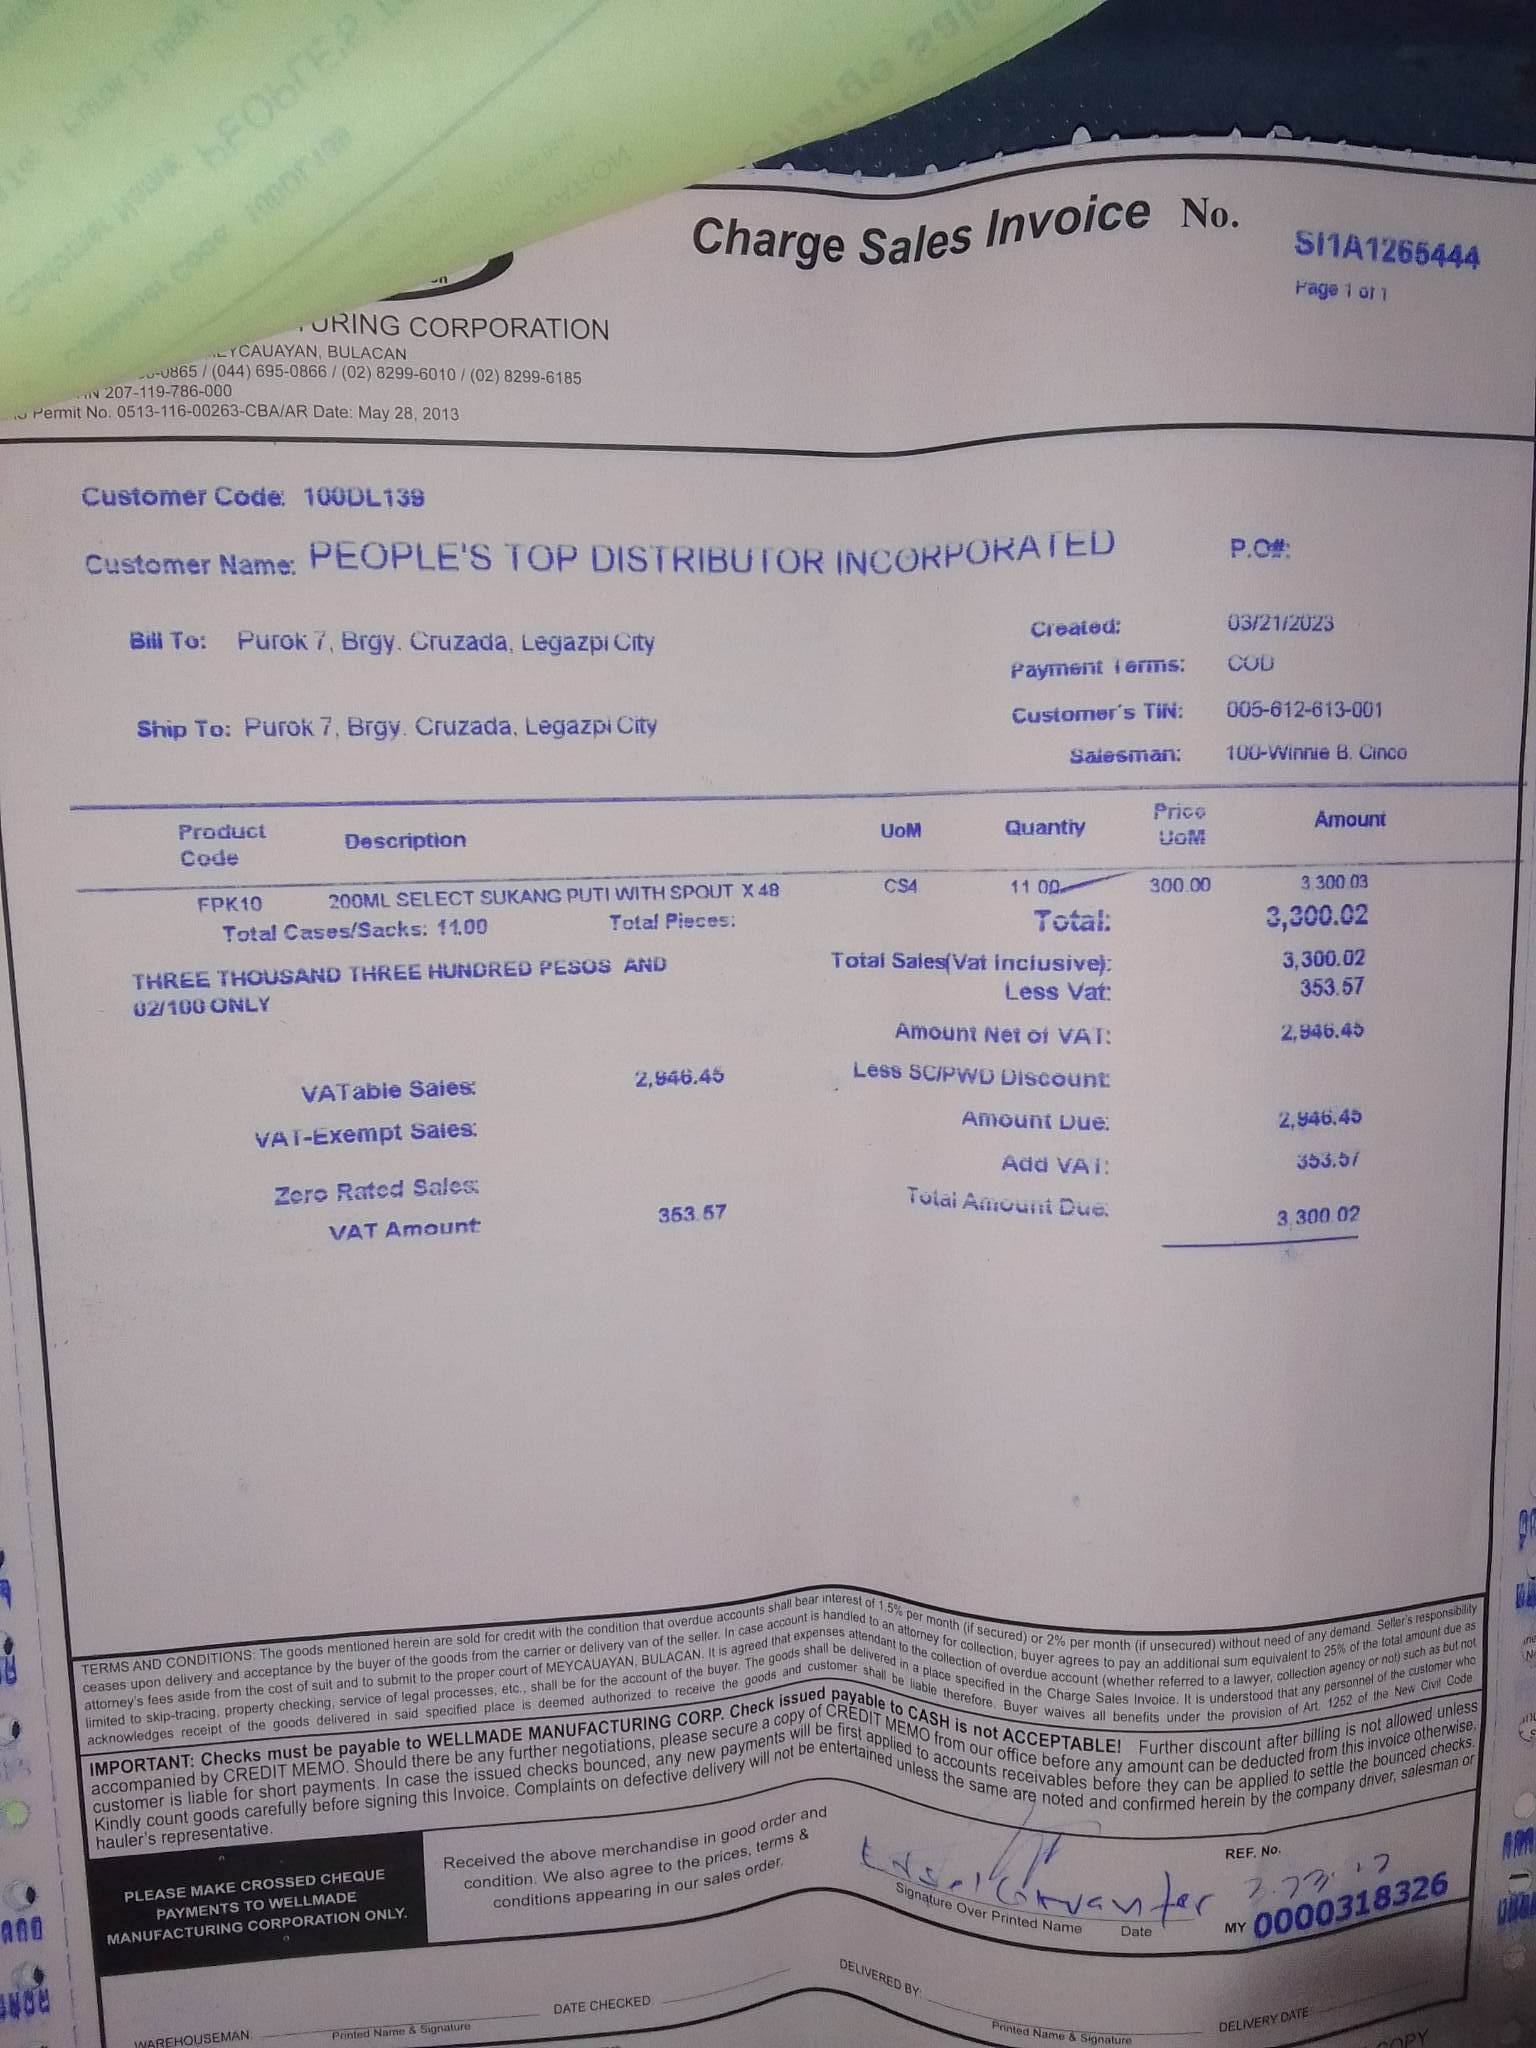 Charge Sales Invoice No.
SI1A1265444
Page 1 of 1
TURING CORPORATION
MEYCAUAYAN, BULACAN
-0865 / (044) 695-0866 / (02) 8299-6010 / (02) 8299-6185
207-119-786-000
Permit No. 0513-116-00263-CBA/AR Date: May 28, 2013
Customer Code: 100DL139
Customer Name: PEOPLE'S TOP DISTRIBUTOR INCORPORATED P.O#:
Bill To: Purok 7, Brgy. Cruzada, Legazpi City
Created: 03/21/2023
Payment Terms: COD
Ship To: Purok 7, Brgy. Cruzada, Legazpi City
Customer's TIN: 005-612-613-001
Salesman: 100-Winnie B. Cinco
Product Code Description UoM Quantiy Price UoM Amount
FPK10 200ML SELECT SUKANG PUTI WITH SPOUT X 48 CS4 11.00 300.00 3,300.03
Total Cases/Sacks: 11.00 Total Pieces: Total: 3,300.02
THREE THOUSAND THREE HUNDRED PESOS AND
02/100 ONLY
Total Sales(Vat Inclusive): 3,300.02
Less Vat: 353.57
Amount Net of VAT: 2,946.45
VATable Sales: 2,946.45
Less SC/PWD Discount:
VAT-Exempt Sales:
Amount Due: 2,946.45
Zero Rated Sales:
Add VAT: 353.57
VAT Amount: 353.57
Total Amount Due: 3,300.02
TERMS AND CONDITIONS: The goods mentioned herein are sold for credit with the condition that overdue accounts shall bear interest of 1.5% per month (if secured) or 2% per month (if unsecured) without need of any demand. Seller's responsibility
ceases upon delivery and acceptance by the buyer of the goods from the carrier or delivery van of the seller. In case account is handled to an attorney for collection, buyer agrees to pay an additional sum equivalent to 25% of the total amount due as
attorney's fees aside from the cost of suit and to submit to the proper court of MEYCAUAYAN, BULACAN. It is agreed that expenses attendant to the collection of overdue account (whether referred to a lawyer, collection agency or not) such as but not
limited to skip-tracing, property checking, service of legal processes, etc., shall be for the account of the buyer. The goods shall be delivered in a place specified in the Charge Sales Invoice. It is understood that any personnel of the customer who
acknowledges receipt of the goods delivered in said specified place is deemed authorized to receive the goods and customer shall be liable therefore. Buyer waives all benefits under the provision of Art. 1252 of the New Civil Code
IMPORTANT: Checks must be payable to WELLMADE MANUFACTURING CORP. Check issued payable to CASH is not ACCEPTABLE! Further discount after billing is not allowed unless
accompanied by CREDIT MEMO. Should there be any further negotiations, please secure a copy of CREDIT MEMO from our office before any amount can be deducted from this invoice otherwise,
customer is liable for short payments. In case the issued checks bounced, any new payments will be first applied to accounts receivables before they can be applied to settle the bounced checks.
Kindly count goods carefully before signing this Invoice. Complaints on defective delivery will not be entertained unless the same are noted and confirmed herein by the company driver, salesman or
hauler's representative.
PLEASE MAKE CROSSED CHEQUE
PAYMENTS TO WELLMADE
MANUFACTURING CORPORATION ONLY.
Received the above merchandise in good order and
condition. We also agree to the prices, terms &
conditions appearing in our sales order.
Signature Over Printed Name Date
REF. No.
MY 0000318326
WAREHOUSEMAN:
Printed Name & Signature
DATE CHECKED:
DELIVERED BY:
Printed Name & Signature
DELIVERY DATE
COPY